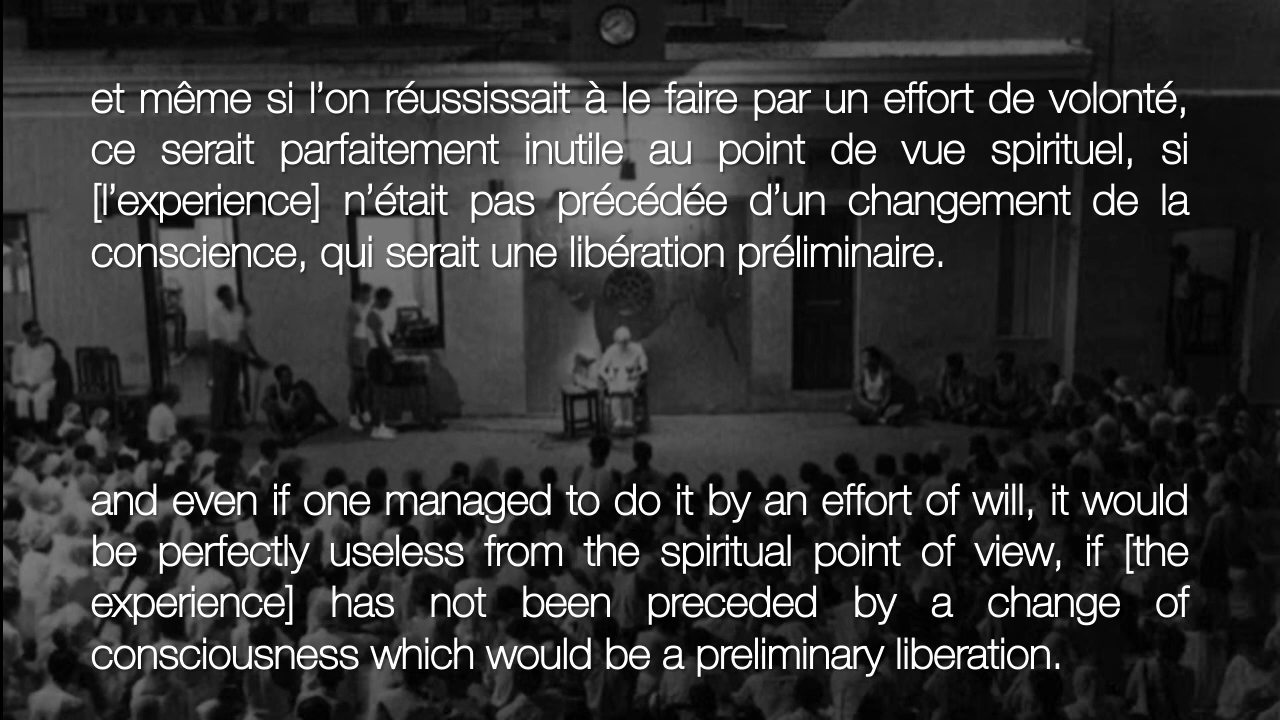 et même si l’on réussissait à le faire par un effort de volonté,
ce serait parfaitement inutile au point de vue spirituel, si
[l’experience] n’était pas précédée d’un changement de la
conscience, qui serait une libération préliminaire.
and even if one managed to do it by an effort of will, it would
be perfectly useless from the spiritual point of view, if [the
experience] has not been preceded by a change of
consciousness which would be a preliminary liberation.